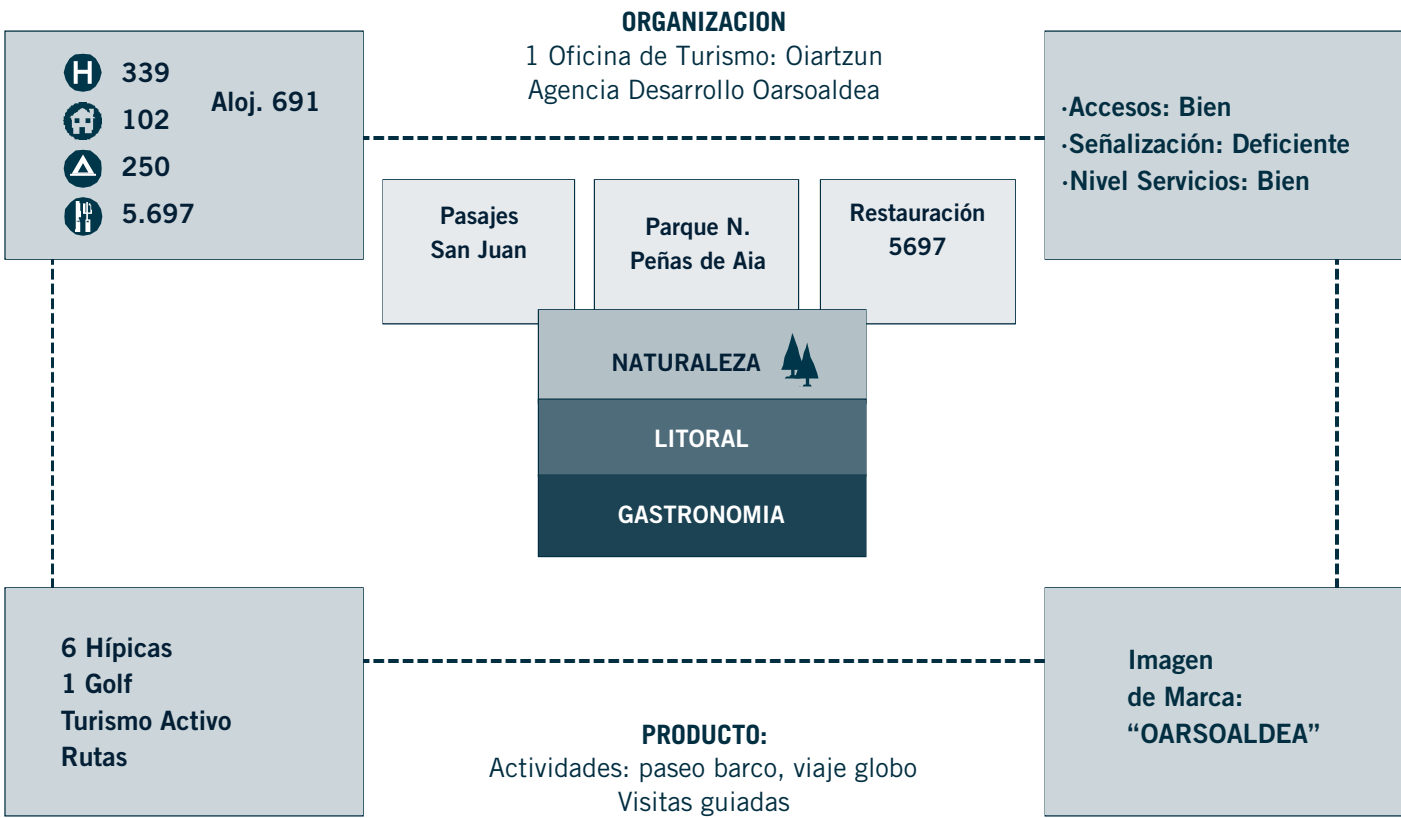 ORGANIZACION
1 Oficina de Turismo: Oiartzun
Agencia Desarrollo Oarsoaldea
H 339
102
250
5.697
Aloj. 691
·Accesos: Bien
·Señalización: Deficiente
·Nivel Servicios: Bien
Pasajes
San Juan
Parque N.
Peñas de Aia
Restauración
5697
NATURALEZA
LITORAL
GASTRONOMIA
6 Hípicas
1 Golf
Turismo Activo
Rutas
PRODUCTO:
Actividades: paseo barco, viaje globo
Visitas guiadas
Imagen
de Marca:
“OARSOALDEA”